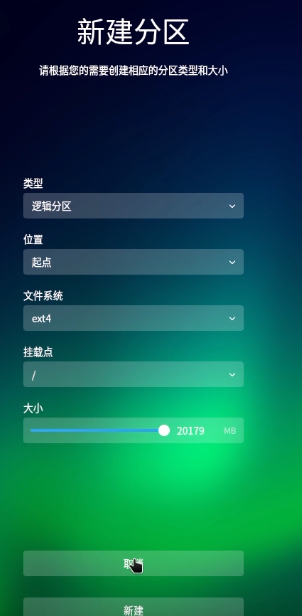 新建分区
请根据您的需要创建相应的分区类型和大小
类型
逻辑分区
位置
起点
文件系统
ext4
挂载点
/
大小
20179 MB
新建